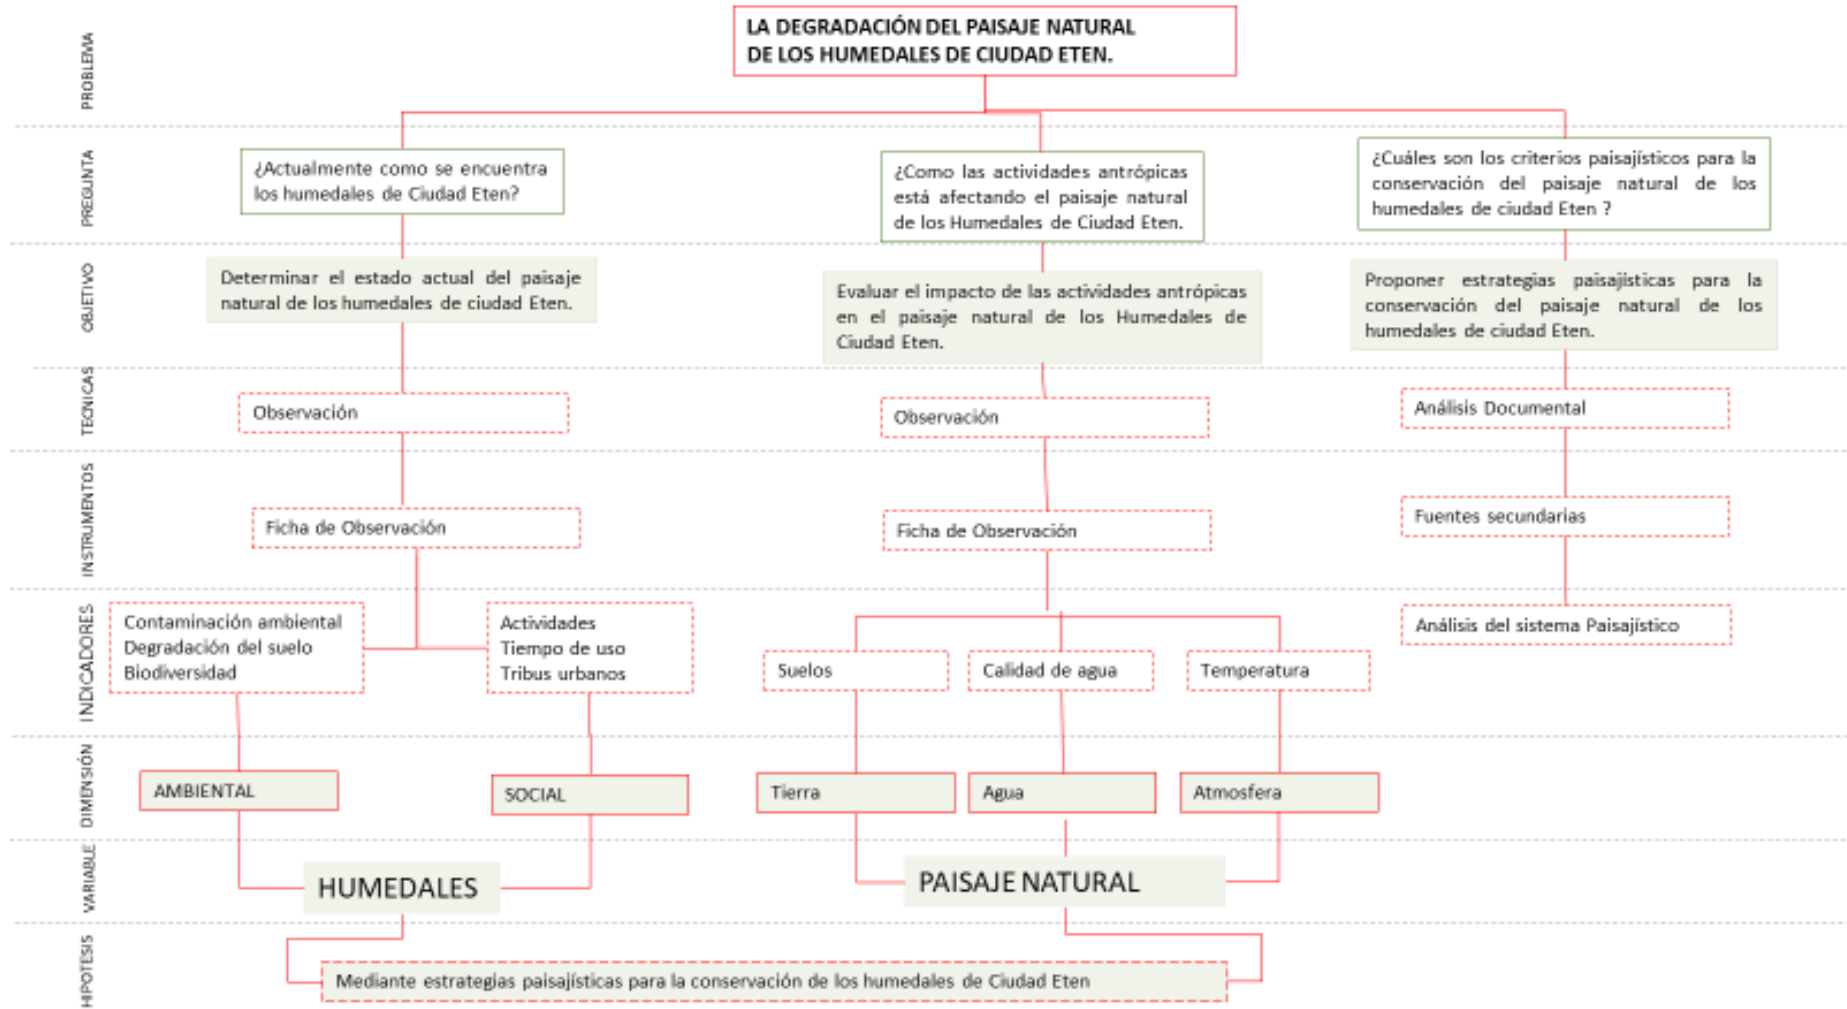 LA DEGRADACIÓN DEL PAISAJE NATURAL
DE LOS HUMEDALES DE CIUDAD ETEN.
PROBLEMA
PREGUNTA
¿Actualmente como se encuentra
los humedales de Ciudad Eten?
¿Como las actividades antrópicas
está afectando el paisaje natural
de los Humedales de Ciudad Eten.
¿Cuáles son los criterios paisajísticos para la
conservación del paisaje natural de los
humedales de ciudad Eten ?
OBJETIVO
Determinar el estado actual del paisaje
natural de los humedales de ciudad Eten.
Evaluar el impacto de las actividades antrópicas
en el paisaje natural de los Humedales de
Ciudad Eten.
Proponer estrategias paisajísticas para la
conservación del paisaje natural de los
humedales de ciudad Eten.
TECNICAS
Observación
Observación
Análisis Documental
INSTRUMENTOS
Ficha de Observación
Ficha de Observación
Fuentes secundarias
INDICADORES
Contaminación ambiental
Degradación del suelo
Biodiversidad
Actividades
Tiempo de uso
Tribus urbanos
Suelos
Calidad de agua
Temperatura
Análisis del sistema Paisajístico
DIMENSIÓN
AMBIENTAL
SOCIAL
Tierra
Agua
Atmosfera
VARIABLE
HUMEDALES
PAISAJE NATURAL
HIPOTESIS
Mediante estrategias paisajísticas para la conservación de los humedales de Ciudad Eten